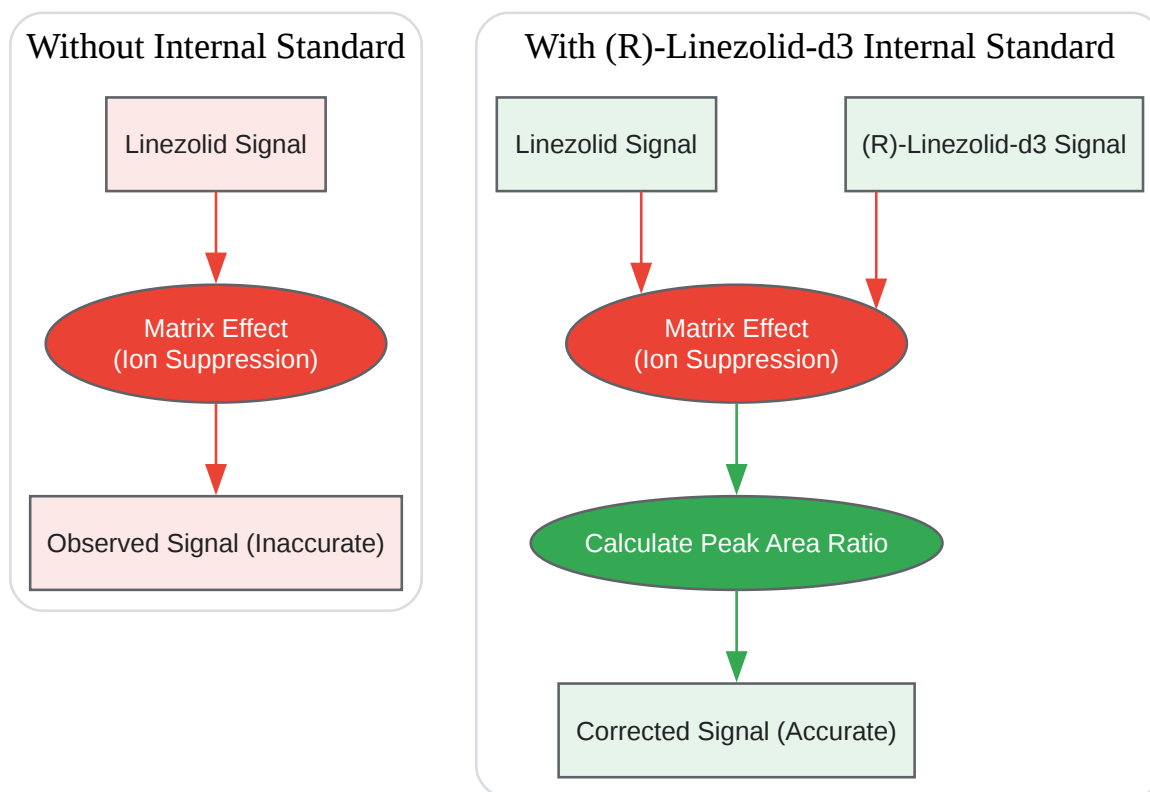 Without Internal Standard
Linezolid Signal
Matrix Effect
(Ion Suppression)
Observed Signal (Inaccurate)
With (R)-Linezolid-d3 Internal Standard
Linezolid Signal
(R)-Linezolid-d3 Signal
Matrix Effect
(Ion Suppression)
Calculate Peak Area Ratio
Corrected Signal (Accurate)